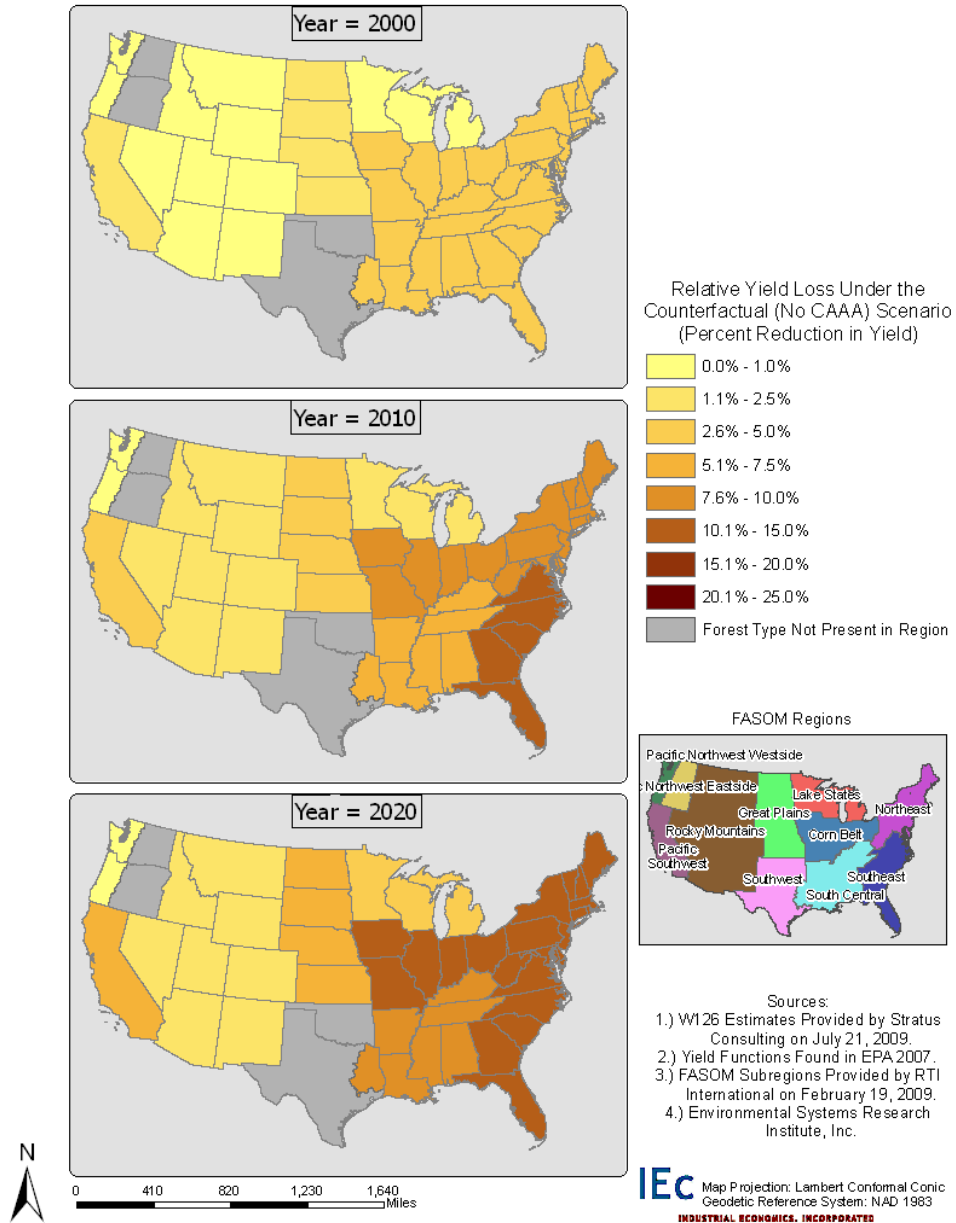 Year = 2000
Year = 2010
Year = 2020
Relative Yield Loss Under the
Counterfactual (No CAAA) Scenario
(Percent Reduction in Yield)
0.0% - 1.0%
1.1% - 2.5%
2.6% - 5.0%
5.1% - 7.5%
7.6% - 10.0%
10.1% - 15.0%
15.1% - 20.0%
20.1% - 25.0%
Forest Type Not Present in Region
FASOM Regions
Pacific Northwest Westside
c Northwest Eastside
Lake States
Great Plains
Northeast
Rocky Mountains
Corn Belt
Pacific
Southwest
Southwest
Southeast
South Central
Sources:
1.) W126 Estimates Provided by Stratus
Consulting on July 21, 2009.
2.) Yield Functions Found in EPA 2007.
3.) FASOM Subregions Provided by RTI
International on February 19, 2009.
4.) Environmental Systems Research
Institute, Inc.
N
0 410 820 1,230 1,640
Miles
IEc
Map Projection: Lambert Conformal Conic
Geodetic Reference System: NAD 1983
INDUSTRIAL ECONOMICS, INCORPORATED